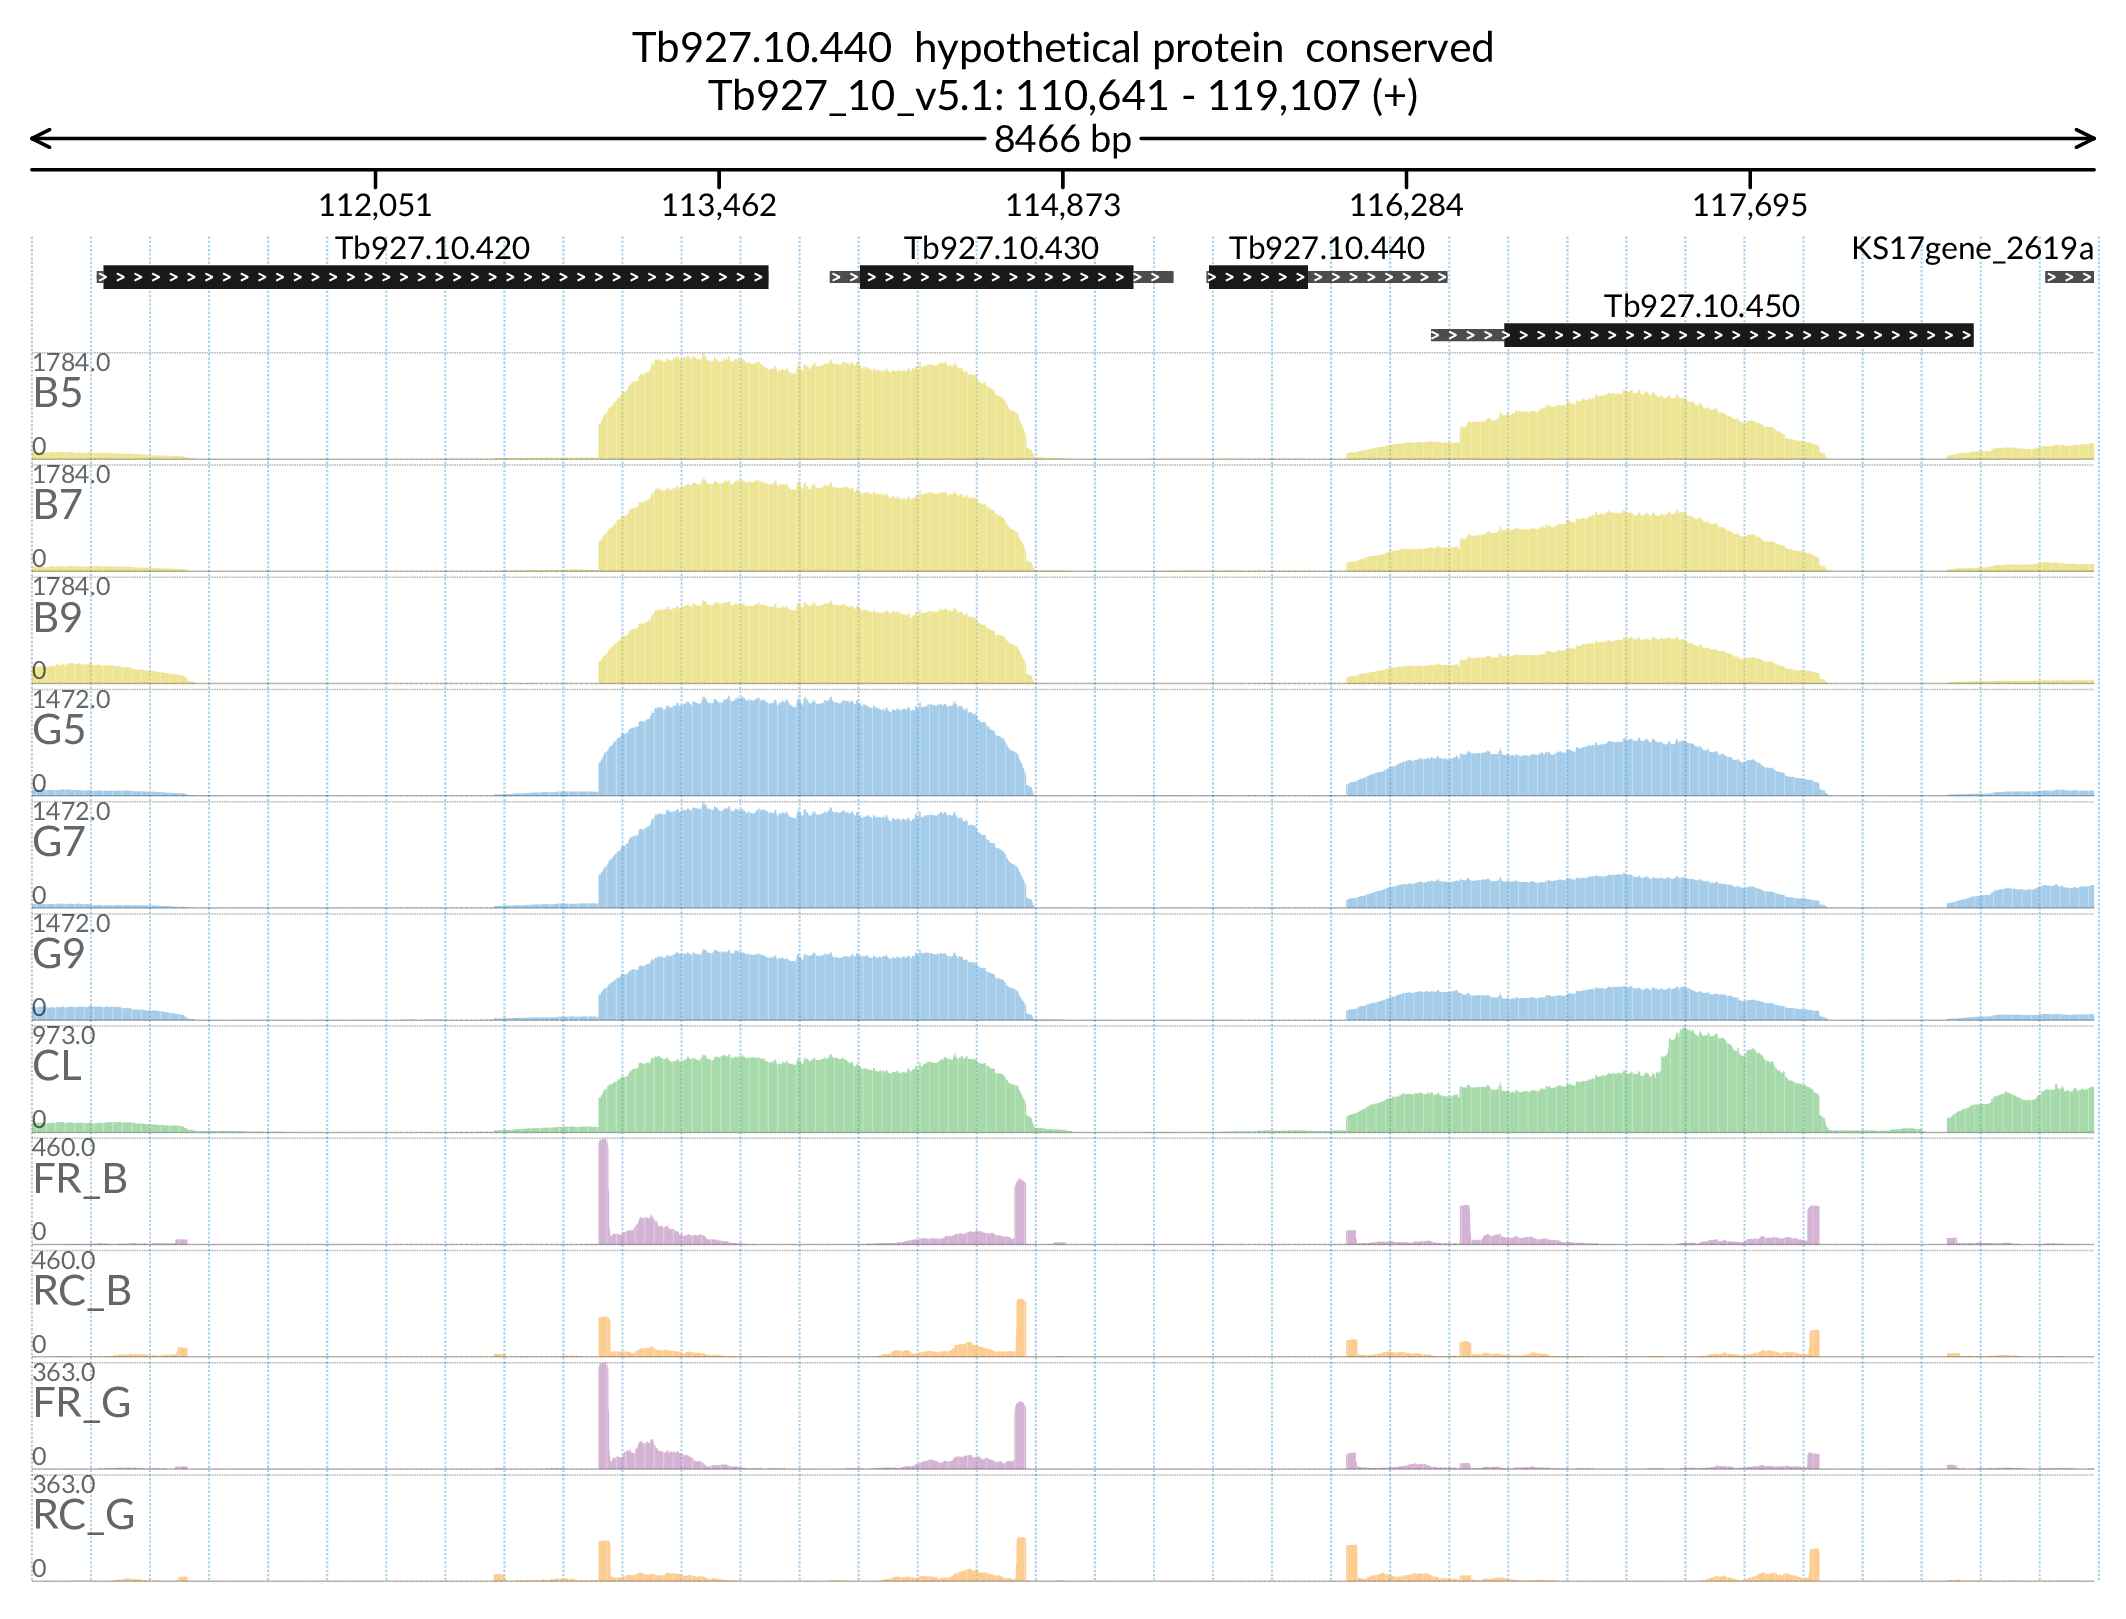 Tb927.10.440  hypothetical protein  conserved
Tb927_10_v5.1: 110,641 - 119,107 (+)
8466 bp
112,051 113,462 114,873 116,284 117,695
Tb927.10.420 Tb927.10.430 Tb927.10.440 KS17gene_2619a
Tb927.10.450
1784.0
B5
0
1784.0
B7
0
1784.0
B9
0
1472.0
G5
0
1472.0
G7
0
1472.0
G9
0
973.0
CL
0
460.0
FR_B
0
460.0
RC_B
0
363.0
FR_G
0
363.0
RC_G
0